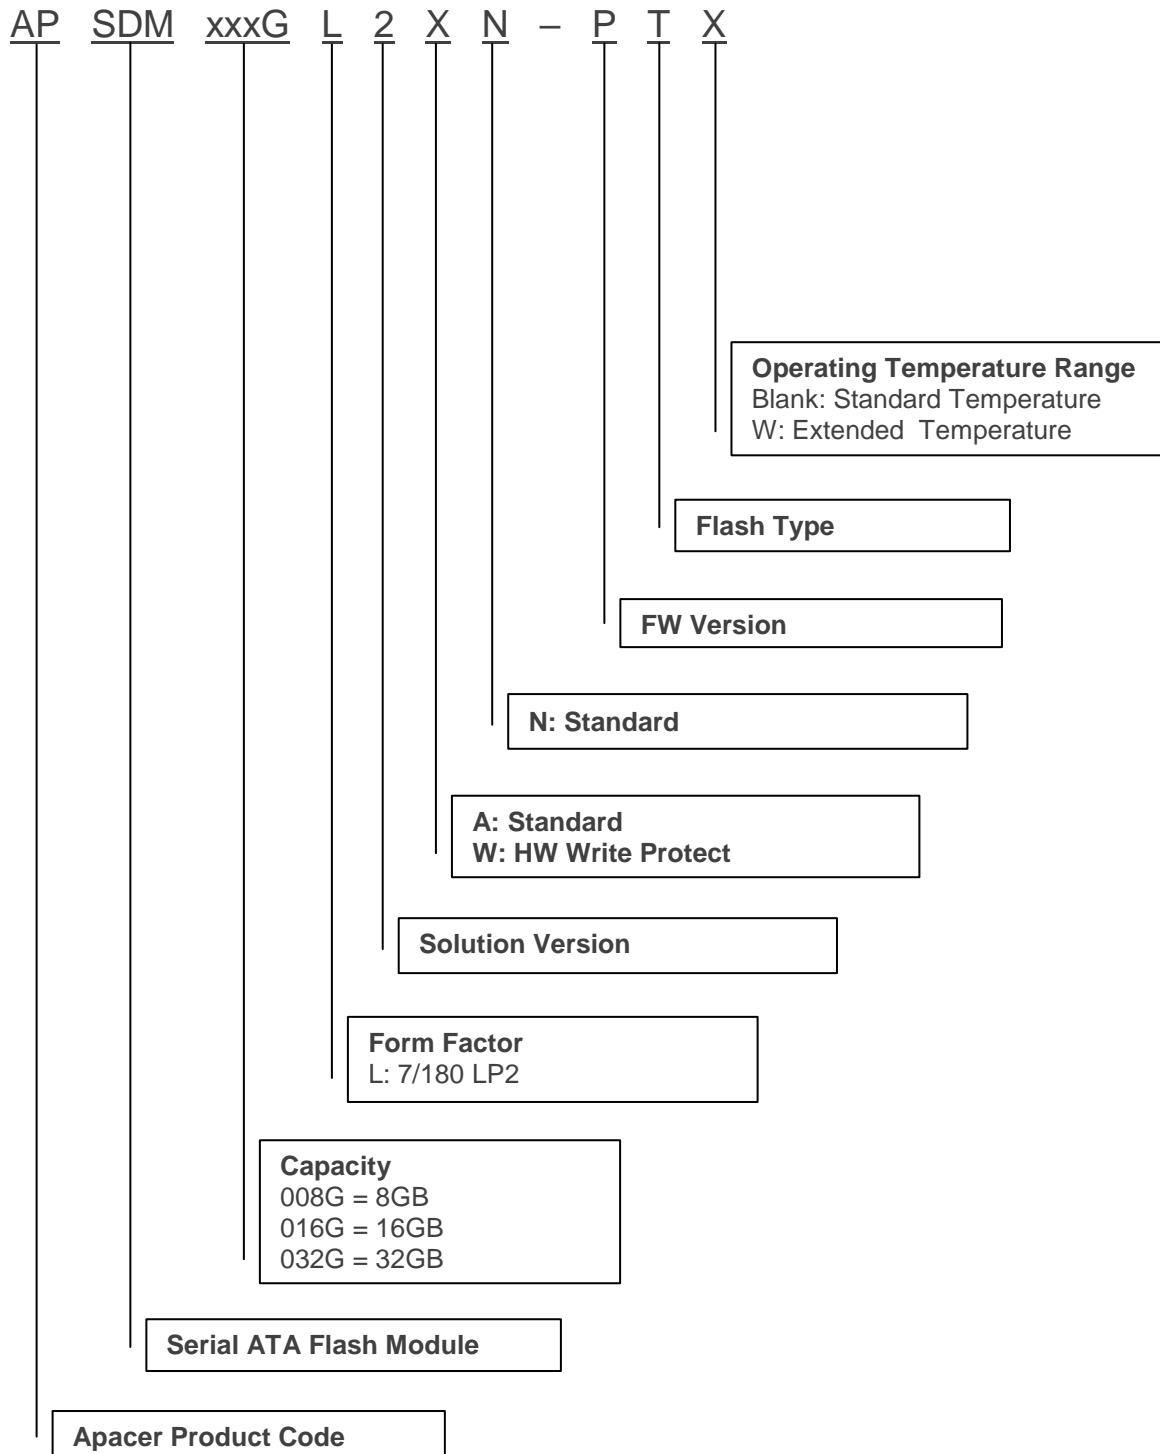 AP SDM xxxG L 2 X N – P T X
Operating Temperature Range
Blank: Standard Temperature
W: Extended Temperature
Flash Type
FW Version
N: Standard
A: Standard
W: HW Write Protect
Solution Version
Form Factor
L: 7/180 LP2
Capacity
008G = 8GB
016G = 16GB
032G = 32GB
Serial ATA Flash Module
Apacer Product Code